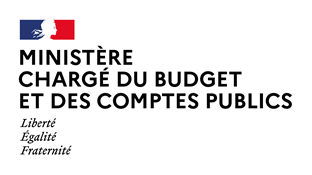 MINISTÈRE
CHARGÉ DU BUDGET
ET DES COMPTES PUBLICS
Liberté
Égalité
Fraternité